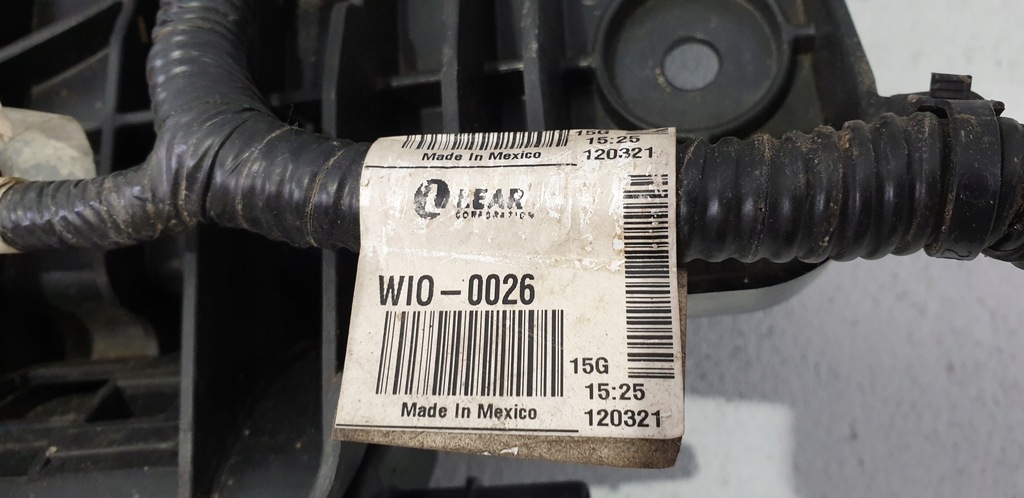 15G
15:25
Made In Mexico
120321
LEAR
CORPORATION
WIO-0026
15G
15:25
Made In Mexico
120321